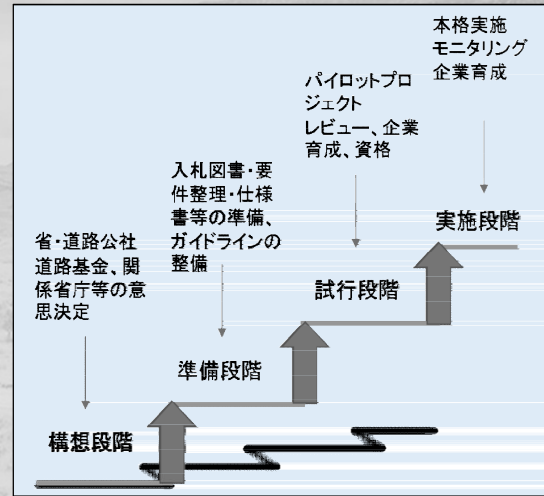 本格実施
モニタリング
企業育成
パイロットプロ
ジェクト
レビュー、企業
育成、資格
入札図書・要
件整理・仕様
書等の準備、
ガイドラインの
整備
省・道路公社
道路基金、関
係省庁等の意
思決定
実施段階
試行段階
準備段階
構想段階